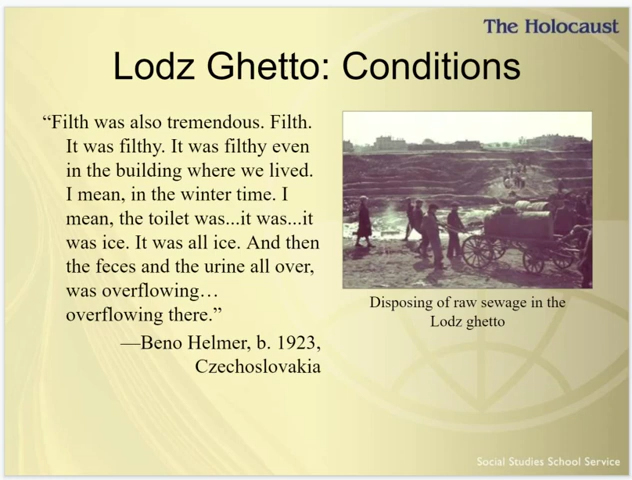 The Holocaust
Lodz Ghetto: Conditions
“Filth was also tremendous. Filth.
It was filthy. It was filthy even
in the building where we lived.
I mean, in the winter time. I
mean, the toilet was...it was...it
was ice. It was all ice. And then
the feces and the urine all over,
was overflowing…
overflowing there.”
—Beno Helmer, b. 1923,
Czechoslovakia
Disposing of raw sewage in the
Lodz ghetto
Social Studies School Service